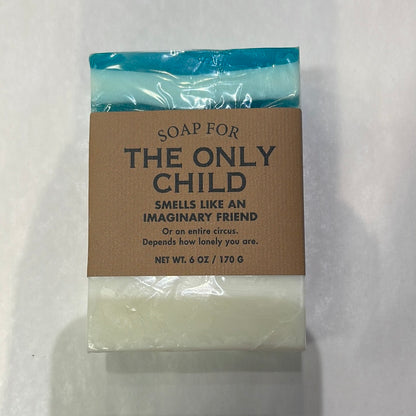 SOAP FOR
THE ONLY
CHILD
SMELLS LIKE AN
IMAGINARY FRIEND
Or an entire circus.
Depends how lonely you are.
NET WT. 6 OZ / 170 G